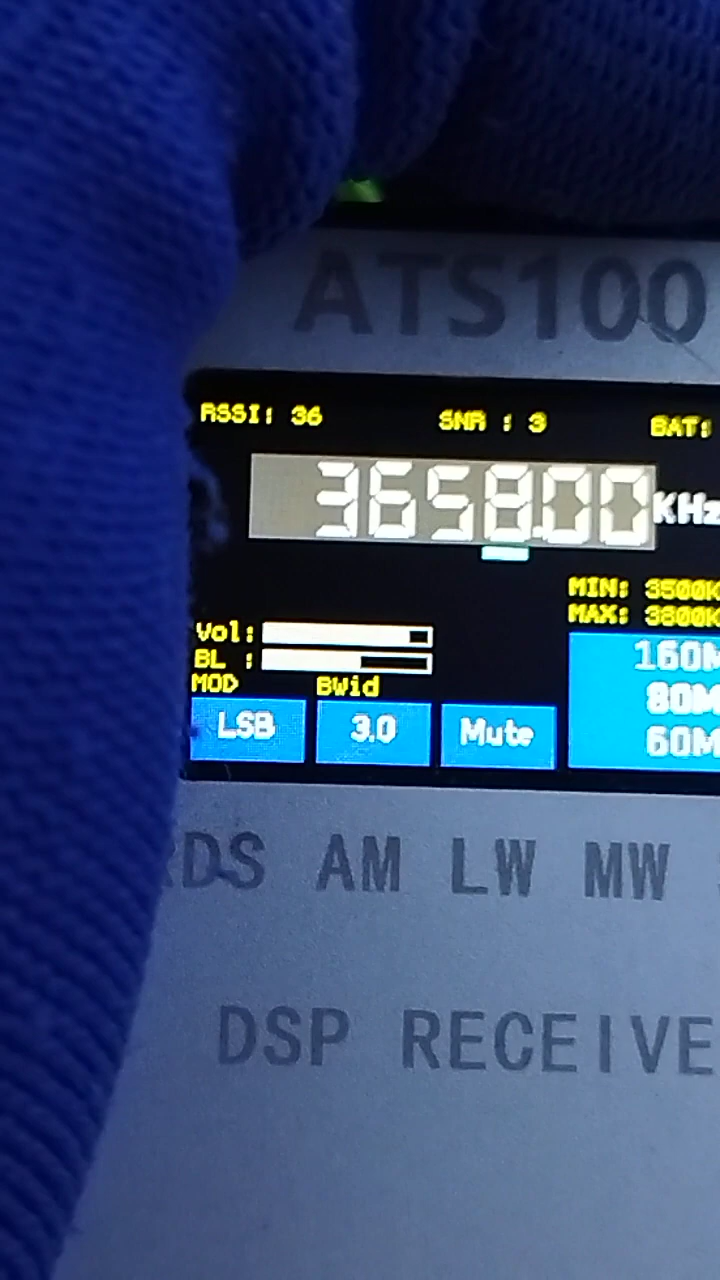 ATS100
RSSI: 36 SNR : 3 BAT:
3658.00 KHz
MIN: 3500K
MAX: 3800K
Vol:
BL :
MOD BWid
LSB 3.0 Mute
160M
80M
60M
RDS AM LW MW
DSP RECEIVE